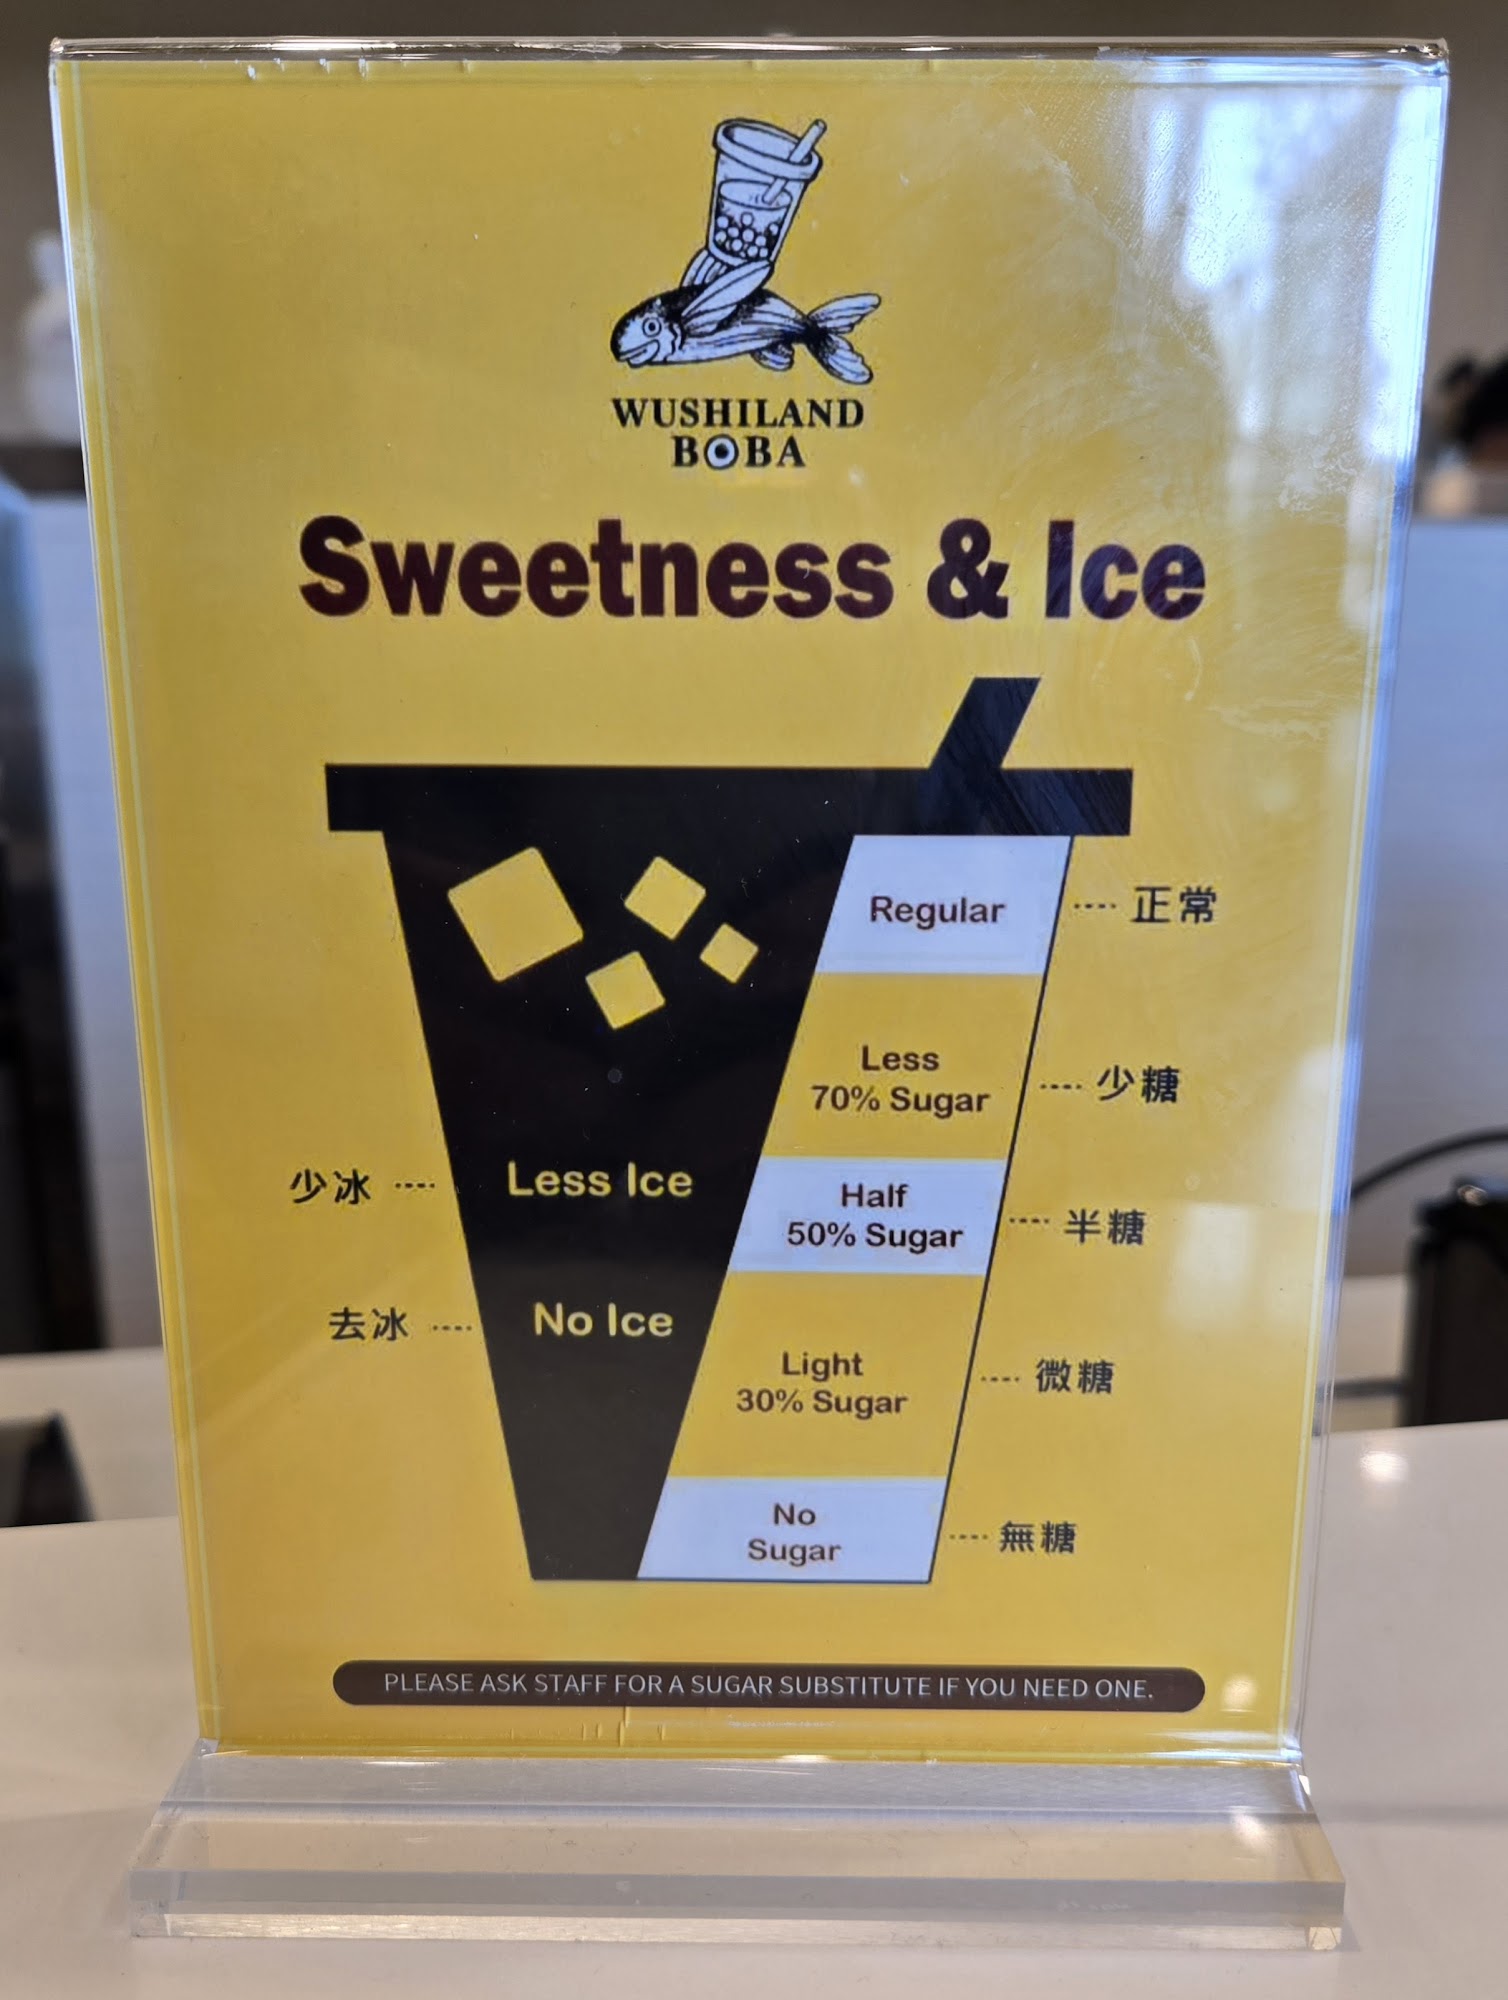 WUSHILAND
BOBA
Sweetness & Ice
Regular
正常
Less
70% Sugar
少糖
少冰
Less Ice
Half
50% Sugar
半糖
去冰
No Ice
Light
30% Sugar
微糖
No
Sugar
無糖
PLEASE ASK STAFF FOR A SUGAR SUBSTITUTE IF YOU NEED ONE.